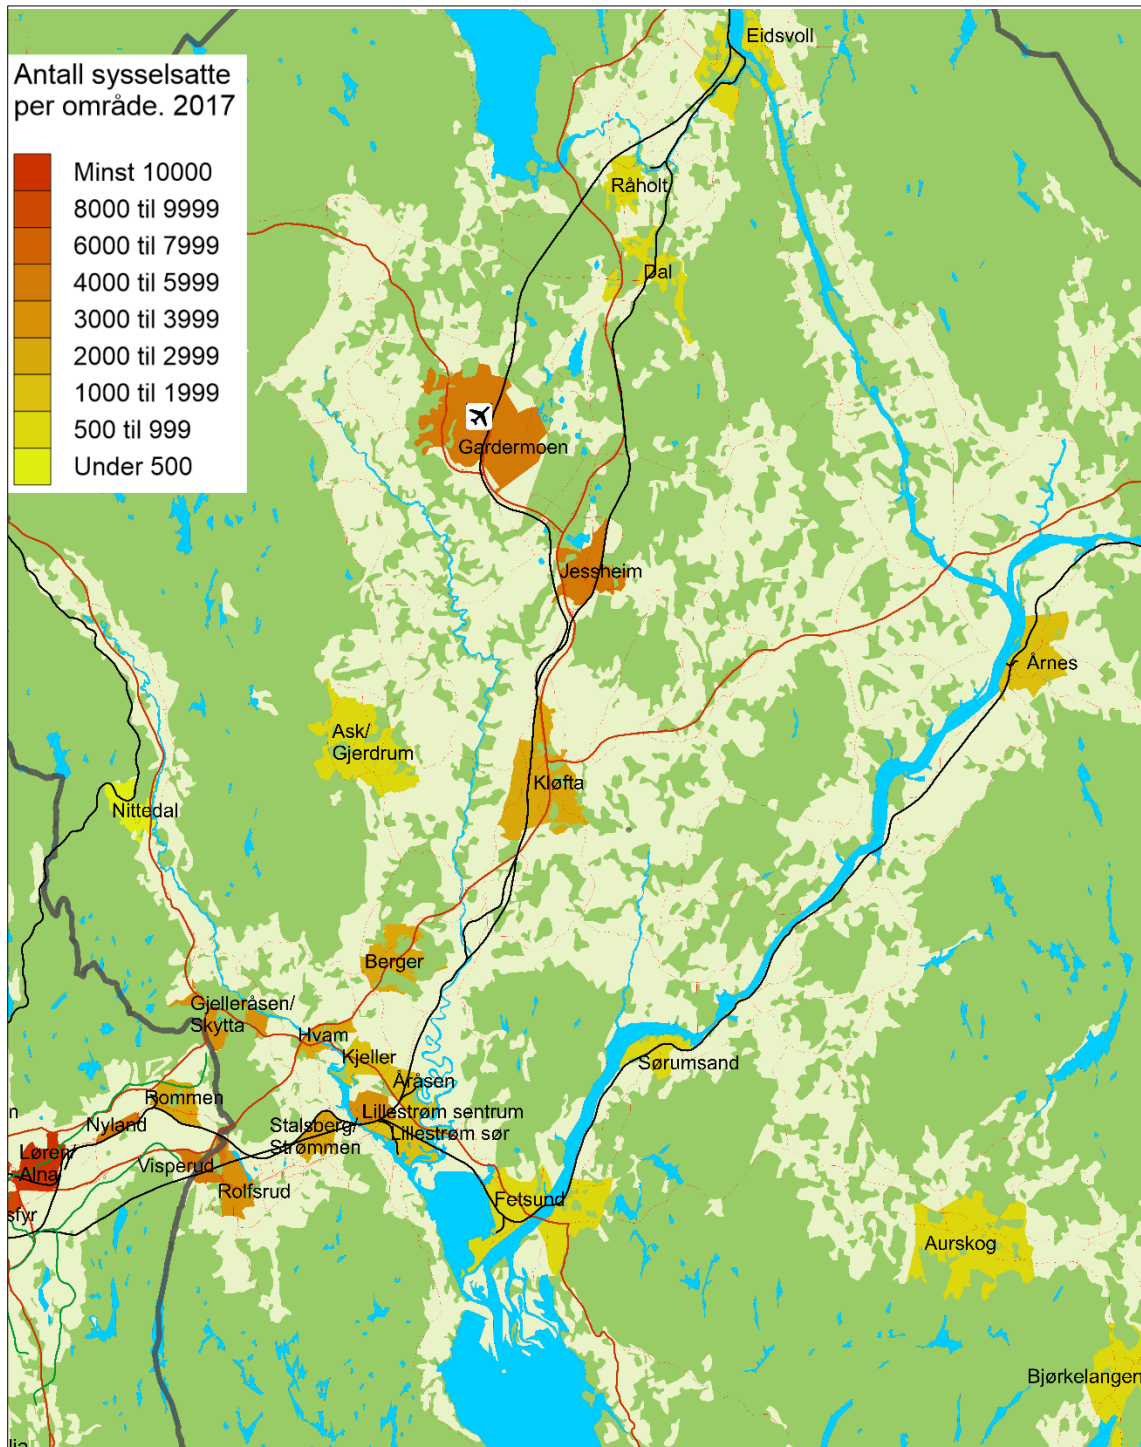 Antall sysselsatte
per område. 2017
Minst 10000
8000 til 9999
6000 til 7999
4000 til 5999
3000 til 3999
2000 til 2999
1000 til 1999
500 til 999
Under 500
Eidsvoll
Råholt
Dal
Gardermoen
Jessheim
Årnes
Ask/
Gjerdrum
Kløfta
Nittedal
Berger
Gjelleråsen/
Skytta
Hvam
Kjeller
Sørumsand
Åråsen
Rommen
Lillestrøm sentrum
n
Nyland
Stalsberg/
Strømmen
Lillestrøm sør
Løren/
Alna
Visperud
Rolfsrud
Fetsund
sfyr
Aurskog
Bjørkelangen
lia